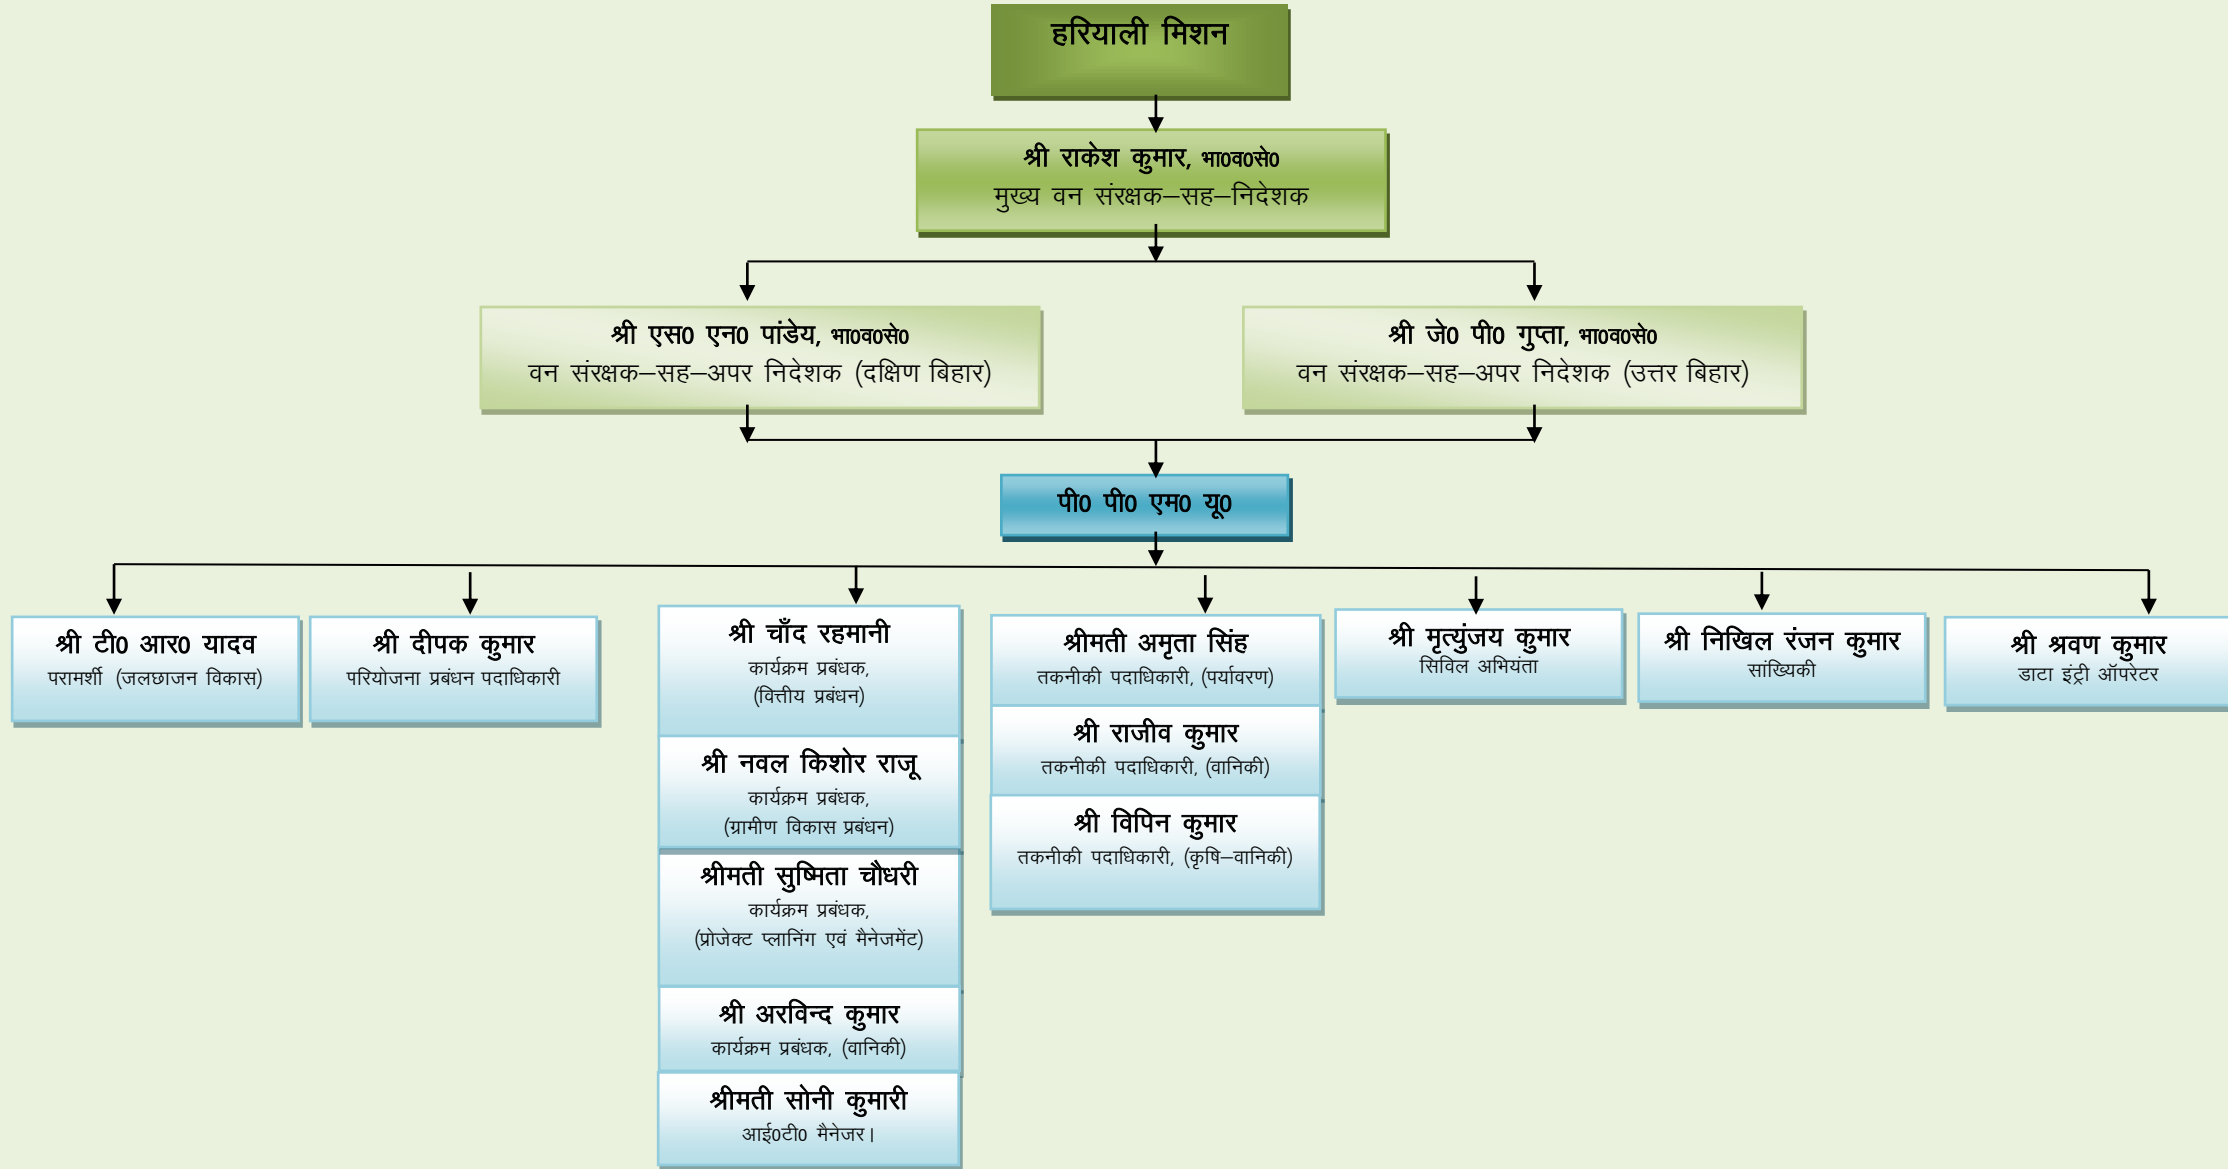 हरियाली मिशन
श्री राकेश कुमार, भा0व0से0
मुख्य वन संरक्षक–सह–निदेशक
श्री एस0 एन0 पांडेय, भा0व0से0
वन संरक्षक–सह–अपर निदेशक (दक्षिण बिहार)
श्री जे0 पी0 गुप्ता, भा0व0से0
वन संरक्षक–सह–अपर निदेशक (उत्तर बिहार)
पी0 पी0 एम0 यू0
श्री टी0 आर0 यादव
परामर्शी (जलछाजन विकास)
श्री दीपक कुमार
परियोजना प्रबंधन पदाधिकारी
श्री चाँद रहमानी
कार्यक्रम प्रबंधक,
(वित्तीय प्रबंधन)
श्री नवल किशोर राजू
कार्यक्रम प्रबंधक,
(ग्रामीण विकास प्रबंधन)
श्रीमती सुष्मिता चौधरी
कार्यक्रम प्रबंधक,
(प्रोजेक्ट प्लानिंग एवं मैनेजमेंट)
श्री अरविन्द कुमार
कार्यक्रम प्रबंधक, (वानिकी)
श्रीमती सोनी कुमारी
आई0टी0 मैनेजर।
श्रीमती अमृता सिंह
तकनीकी पदाधिकारी, (पर्यावरण)
श्री राजीव कुमार
तकनीकी पदाधिकारी, (वानिकी)
श्री विपिन कुमार
तकनीकी पदाधिकारी, (कृषि–वानिकी)
श्री मृत्युंजय कुमार
सिविल अभियंता
श्री निखिल रंजन कुमार
सांख्यिकी
श्री श्रवण कुमार
डाटा इंट्री ऑपरेटर